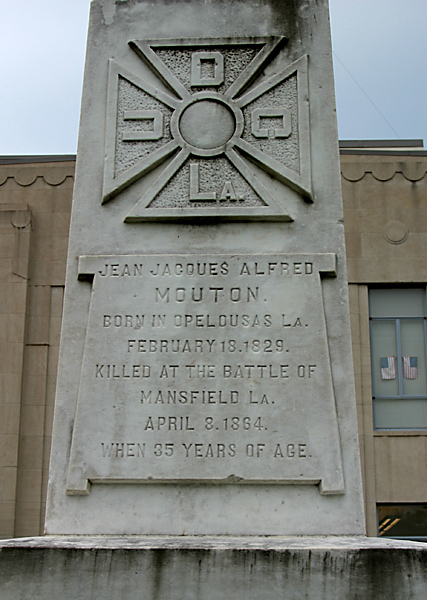 D
U C
LA.
JEAN JACQUES ALFRED
MOUTON.
BORN IN OPELOUSAS LA.
FEBRUARY 18.1829.
KILLED AT THE BATTLE OF
MANSFIELD LA.
APRIL 8.1864.
WHEN 35 YEARS OF AGE.